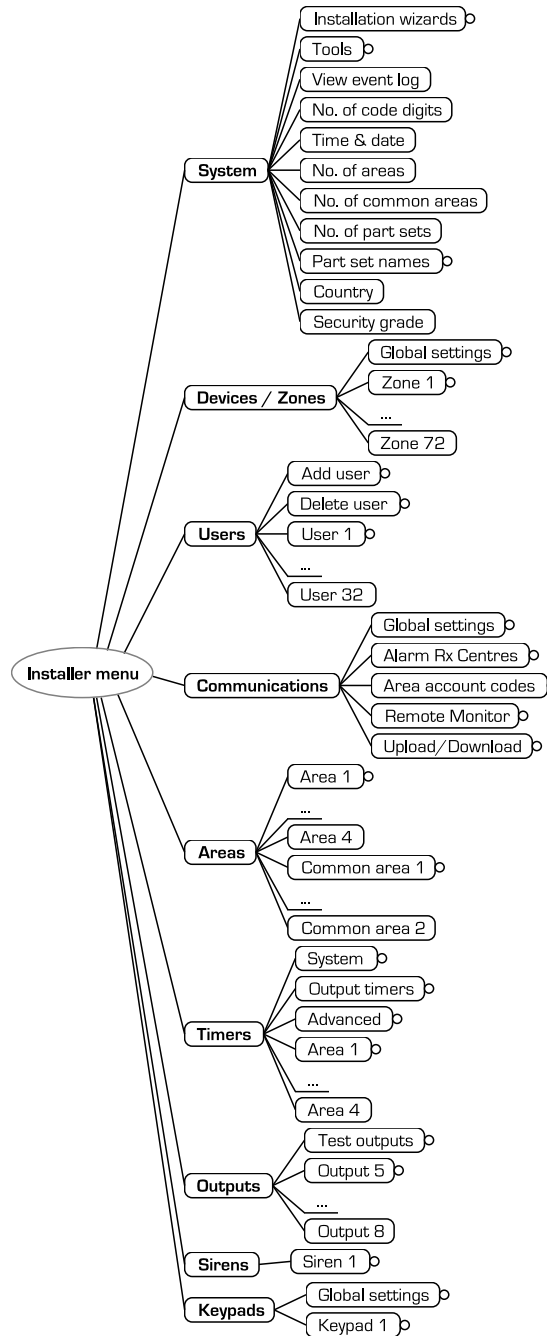 Installer menu
System
Installation wizards
Tools
View event log
No. of code digits
Time & date
No. of areas
No. of common areas
No. of part sets
Part set names
Country
Security grade
Devices / Zones
Global settings
Zone 1
...
Zone 72
Users
Add user
Delete user
User 1
...
User 32
Communications
Global settings
Alarm Rx Centres
Area account codes
Remote Monitor
Upload/Download
Areas
Area 1
...
Area 4
Common area 1
...
Common area 2
Timers
System
Output timers
Advanced
Area 1
...
Area 4
Outputs
Test outputs
Output 5
...
Output 8
Sirens
Siren 1
Keypads
Global settings
Keypad 1